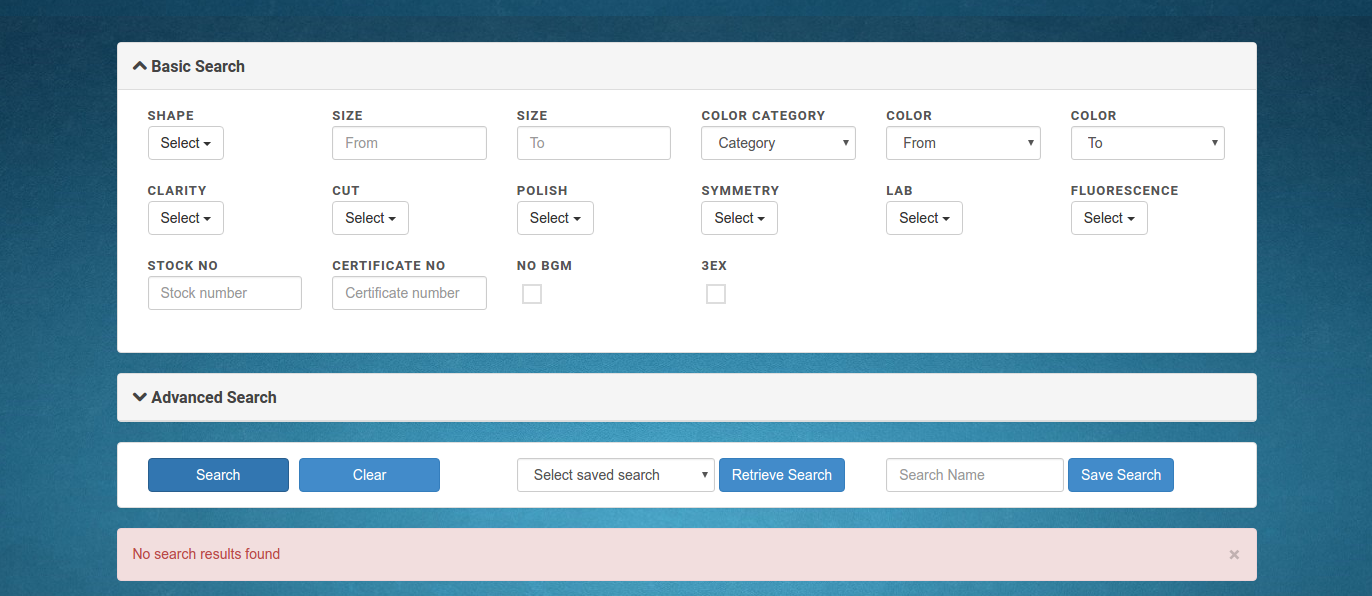 Basic Search
SHAPE SIZE SIZE COLOR CATEGORY COLOR COLOR
Select From To Category From To
CLARITY CUT POLISH SYMMETRY LAB FLUORESCENCE
Select Select Select Select Select Select
STOCK NO CERTIFICATE NO NO BGM 3EX
Stock number Certificate number
Advanced Search
Search Clear Select saved search Retrieve Search Search Name Save Search
No search results found ×